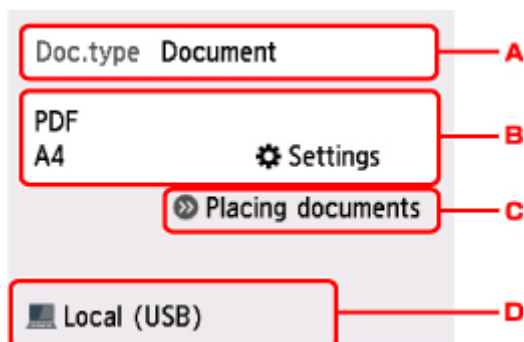 Doc.type Document A
PDF
A4 Settings B
Placing documents C
Local (USB) D